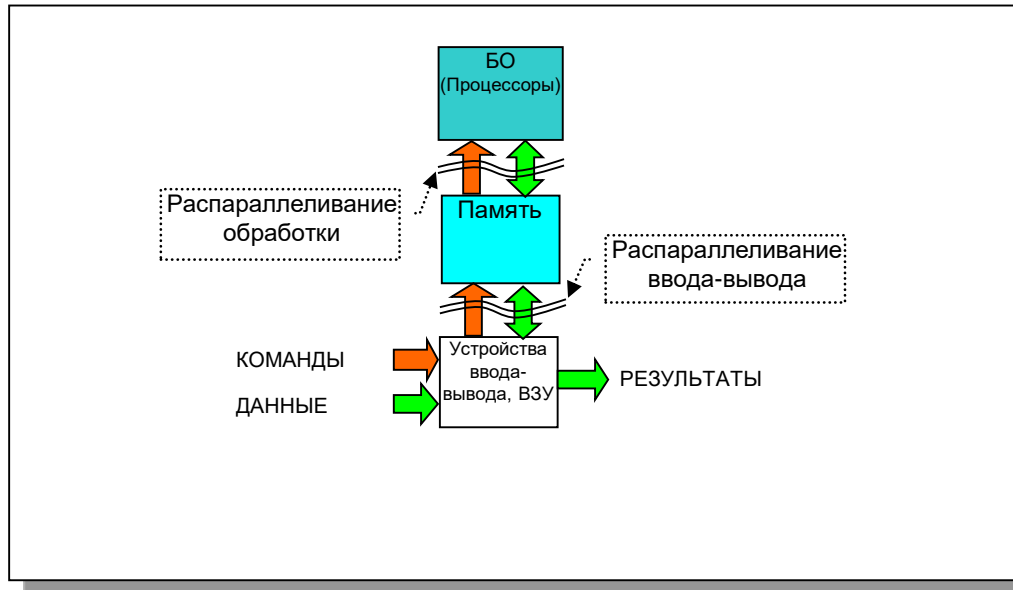 БО
(Процессоры)
Распараллеливание
обработки
Память
Распараллеливание
ввода-вывода
КОМАНДЫ
ДАННЫЕ
Устройства
ввода-
вывода, ВЗУ
РЕЗУЛЬТАТЫ